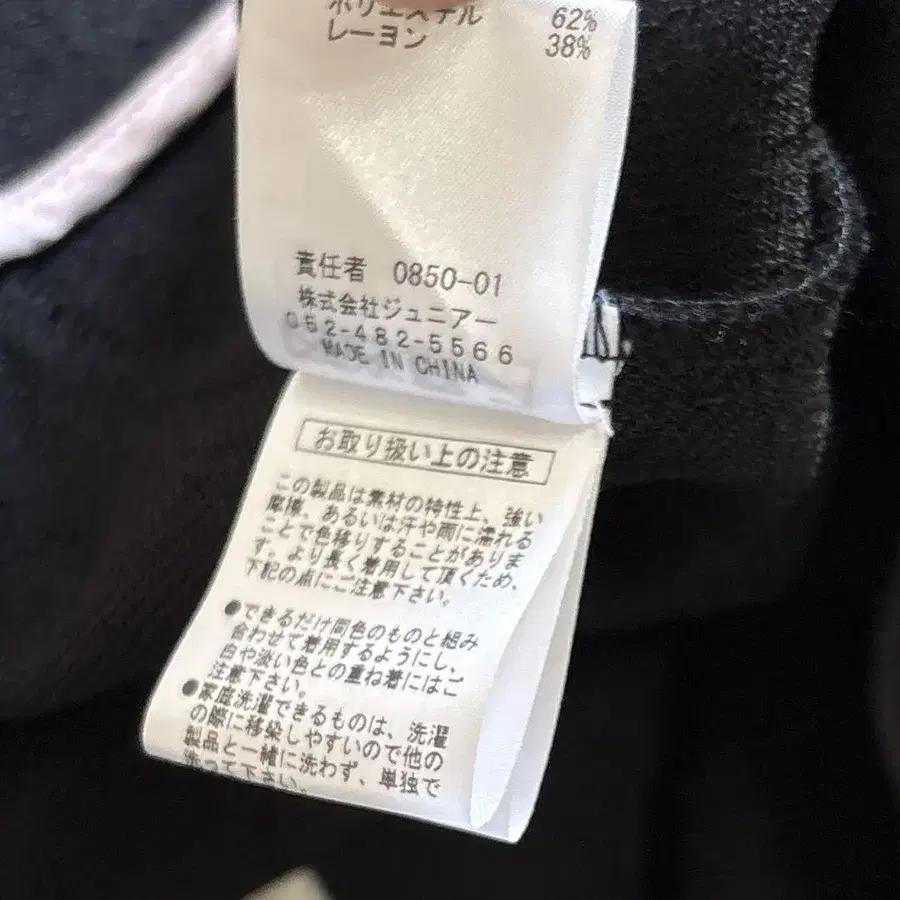 ポリエステル 62%
レーヨン 38%
責任者 0850-01
株式会社ジュニアー
052-482-5566
MADE IN CHINA
お取り扱い上の注意
この製品は素材の特性上、強い
摩擦、あるいは汗や雨に濡れる
ことで色移りすることがありま
す。より長く着用して頂くため、
下記の点にご注意下さい。
●できるだけ同色のものと組み
合わせて着用するようにし、
白や淡い色との重ね着にはご
注意下さい。
●家庭洗濯できるものは、洗濯
の際に移染しやすいので他の
製品と一緒に洗わず、単独で
洗って下さい。